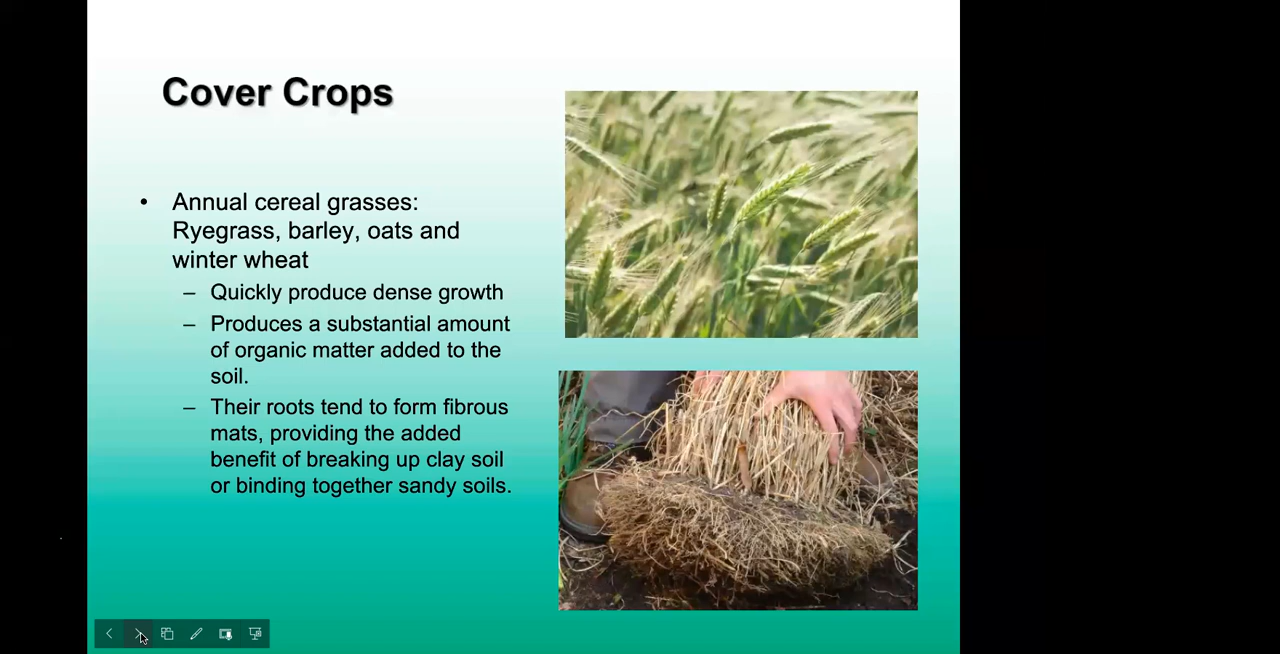 Cover Crops
• Annual cereal grasses:
Ryegrass, barley, oats and
winter wheat
– Quickly produce dense growth
– Produces a substantial amount
of organic matter added to the
soil.
– Their roots tend to form fibrous
mats, providing the added
benefit of breaking up clay soil
or binding together sandy soils.